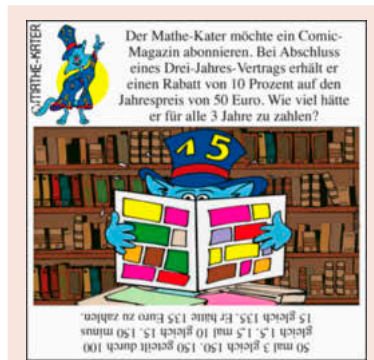 MATHE-KATER
Der Mathe-Kater möchte ein Comic-
Magazin abonnieren. Bei Abschluss
eines Drei-Jahres-Vertrags erhält er
einen Rabatt von 10 Prozent auf den
Jahrespreis von 50 Euro. Wie viel hätte
er für alle 3 Jahre zu zahlen?
1 5
50 mal 3 gleich 150. 150 geteilt durch 100
gleich 1,5. 1,5 mal 10 gleich 15. 150 minus
15 gleich 135. Er hätte 135 Euro zu zahlen.